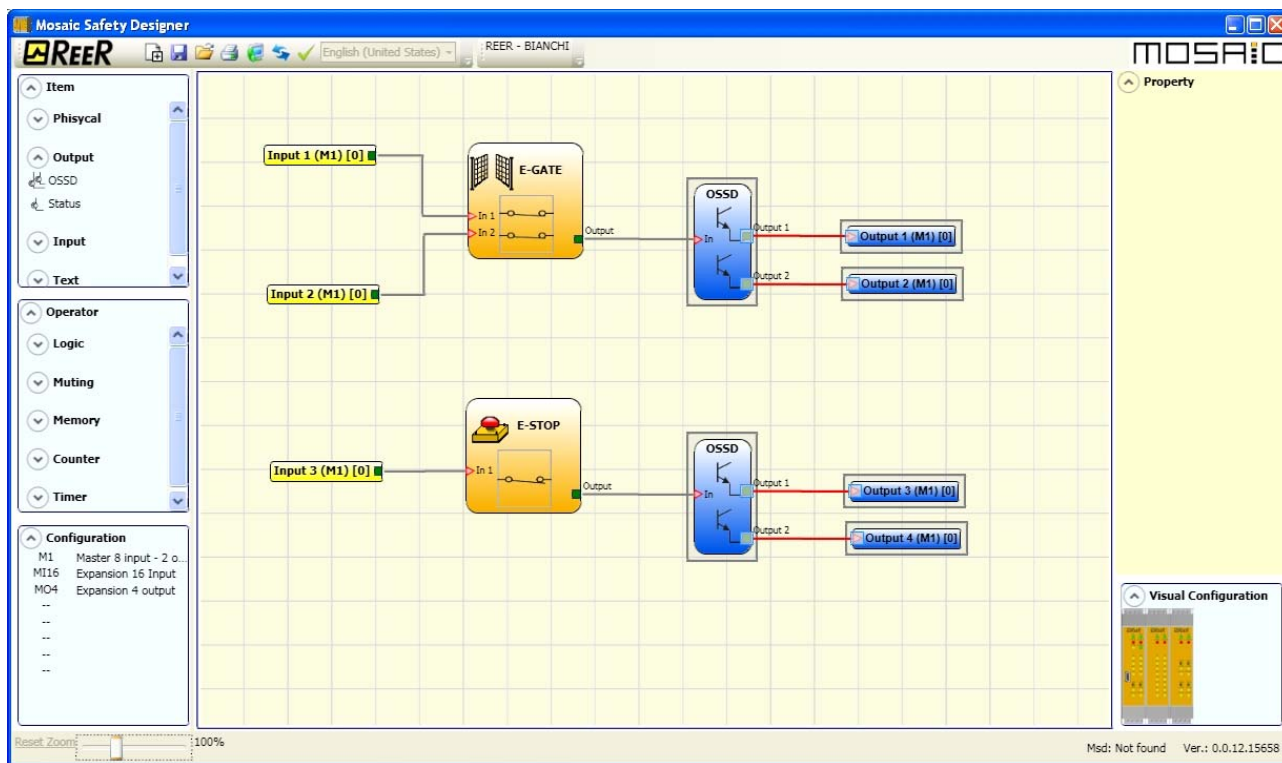 Mosaic Safety Designer
REER
English (United States)
REER - BIANCHI
MOSAIC
Item
Phisycal
Output
OSSD
Status
Input
Text
Operator
Logic
Muting
Memory
Counter
Timer
Configuration
M1 Master 8 input - 2 o...
MI16 Expansion 16 Input
MO4 Expansion 4 output
--
--
--
--
--
Input 1 (M1) [0]
Input 2 (M1) [0]
E-GATE
In 1
In 2
Output
OSSD
In
Output 1
Output 2
Output 1 (M1) [0]
Output 2 (M1) [0]
Input 3 (M1) [0]
E-STOP
In 1
Output
OSSD
In
Output 1
Output 2
Output 3 (M1) [0]
Output 4 (M1) [0]
Property
Visual Configuration
Reset Zoom
100%
Msd: Not found Ver.: 0.0.12.15658